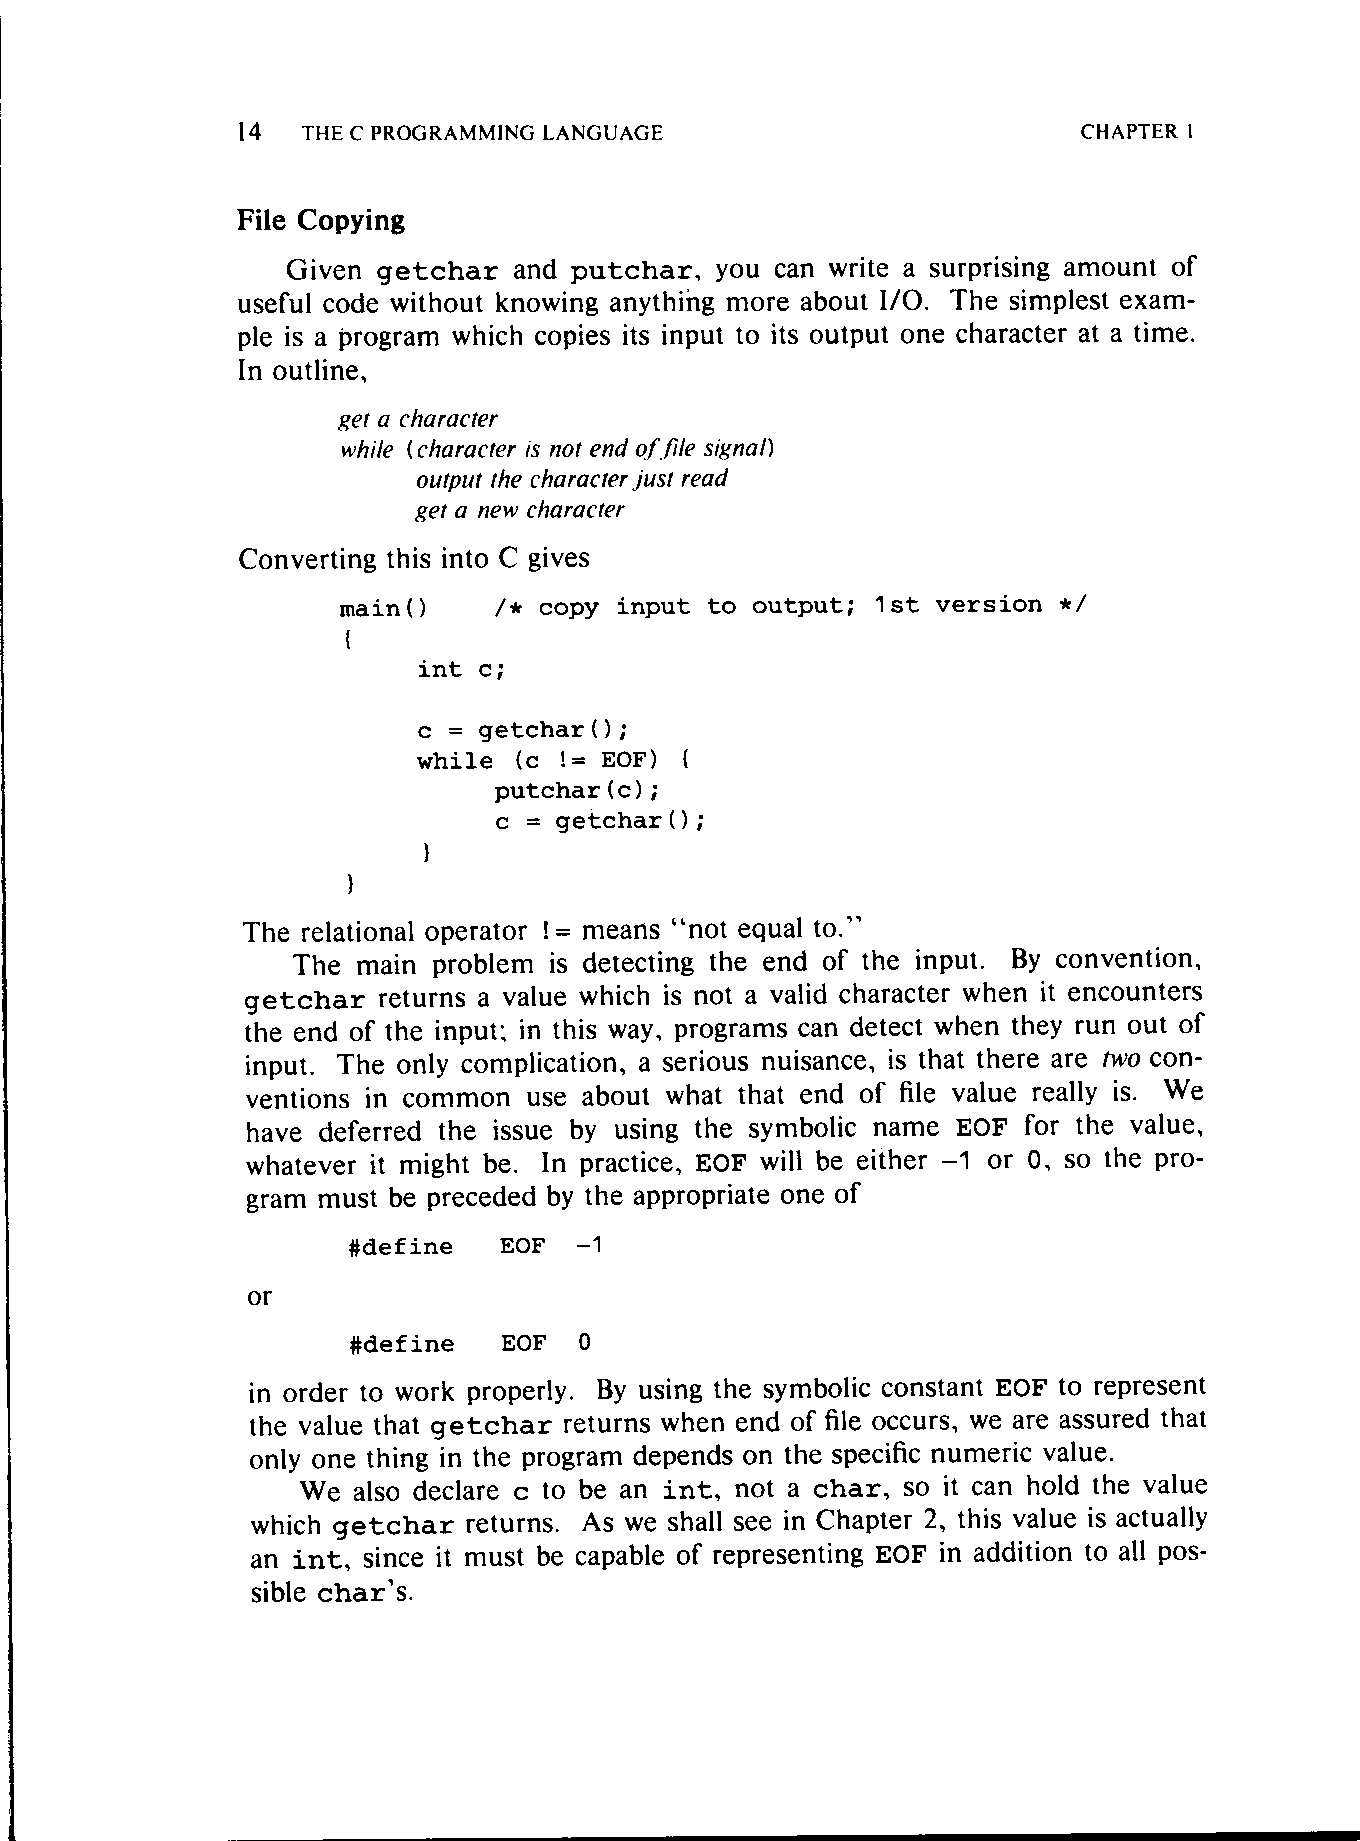 14 THE C PROGRAMMING LANGUAGE CHAPTER 1
File Copying
Given getchar and putchar, you can write a surprising amount of
useful code without knowing anything more about I/O. The simplest exam-
ple is a program which copies its input to its output one character at a time.
In outline,
get a character
while (character is not end of file signal)
output the character just read
get a new character
Converting this into C gives
main() /* copy input to output; 1st version */
{
int c;
c = getchar();
while (c != EOF) {
putchar(c);
c = getchar();
}
}
The relational operator != means “not equal to.”
The main problem is detecting the end of the input. By convention,
getchar returns a value which is not a valid character when it encounters
the end of the input; in this way, programs can detect when they run out of
input. The only complication, a serious nuisance, is that there are two con-
ventions in common use about what that end of file value really is. We
have deferred the issue by using the symbolic name EOF for the value,
whatever it might be. In practice, EOF will be either −1 or 0, so the pro-
gram must be preceded by the appropriate one of
#define EOF −1
or
#define EOF 0
in order to work properly. By using the symbolic constant EOF to represent
the value that getchar returns when end of file occurs, we are assured that
only one thing in the program depends on the specific numeric value.
We also declare c to be an int, not a char, so it can hold the value
which getchar returns. As we shall see in Chapter 2, this value is actually
an int, since it must be capable of representing EOF in addition to all pos-
sible char's.